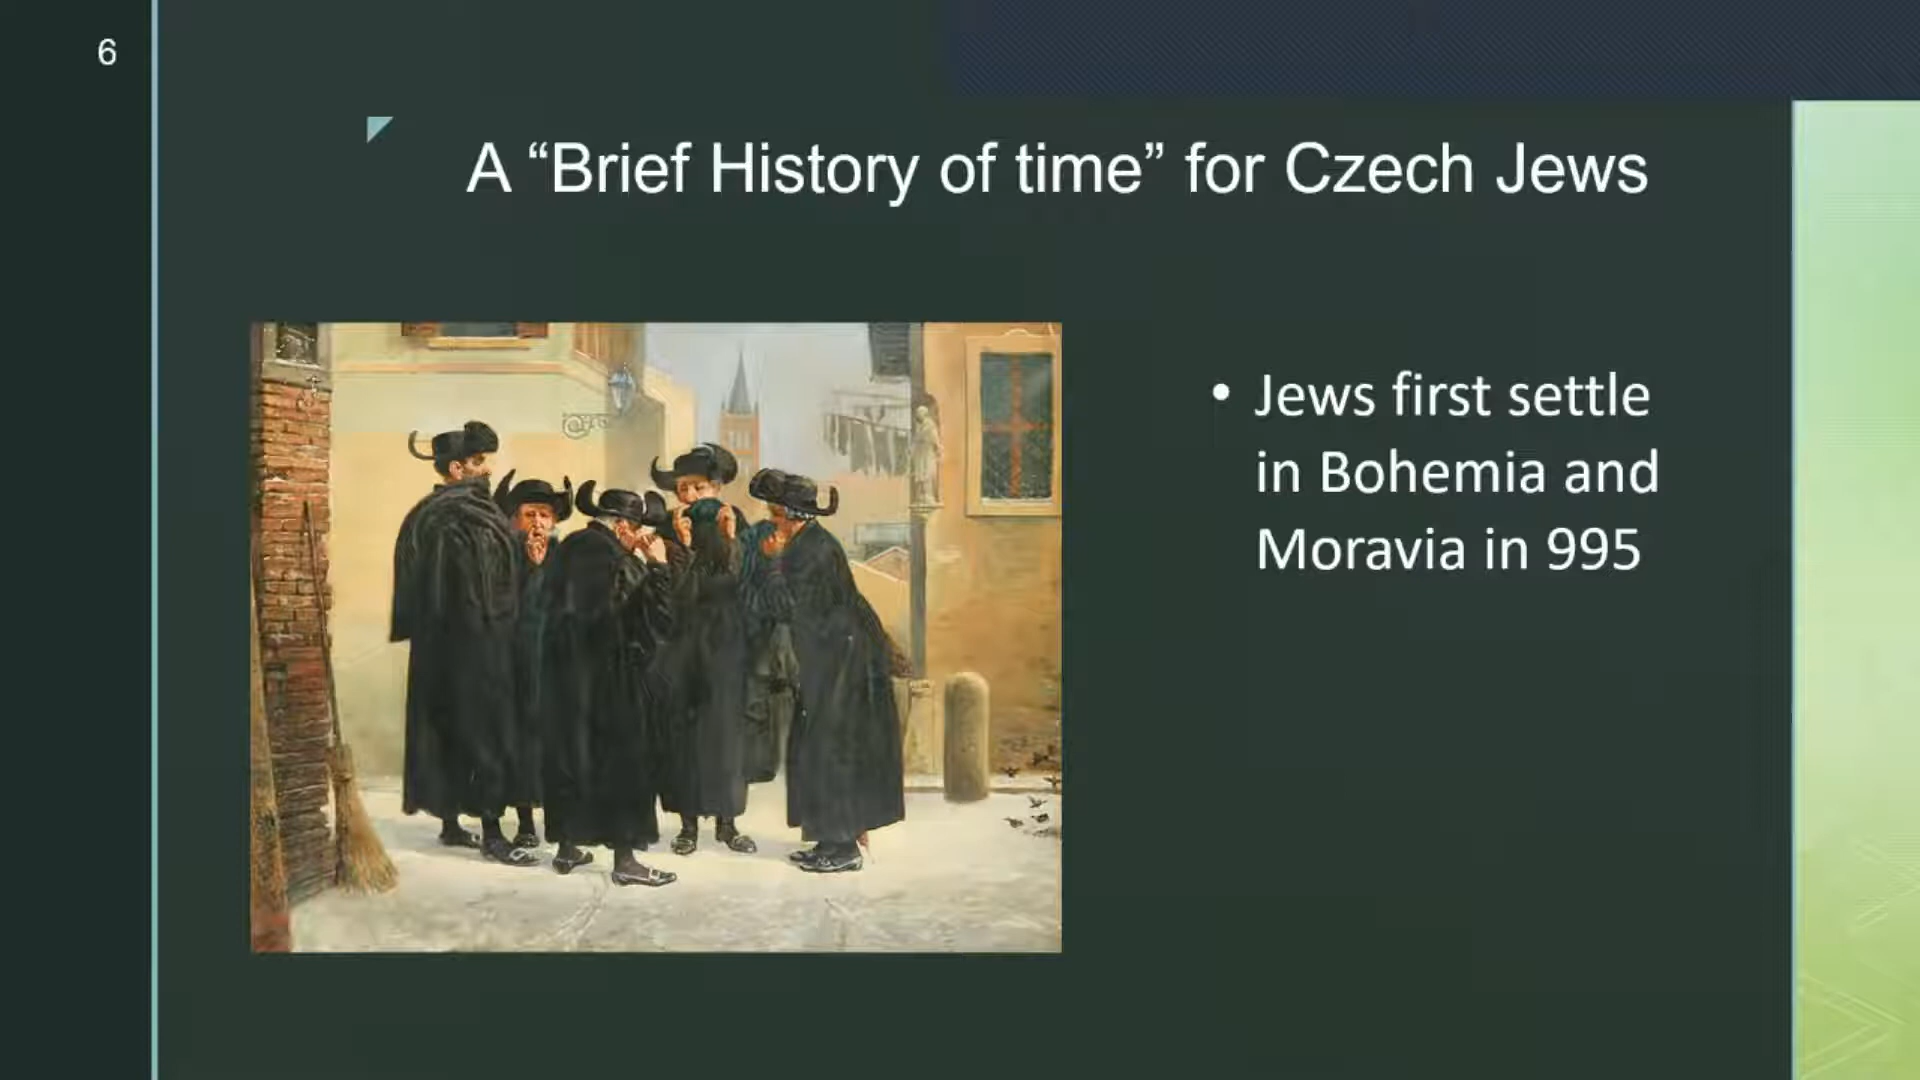 6
A “Brief History of time” for Czech Jews
• Jews first settle
in Bohemia and
Moravia in 995